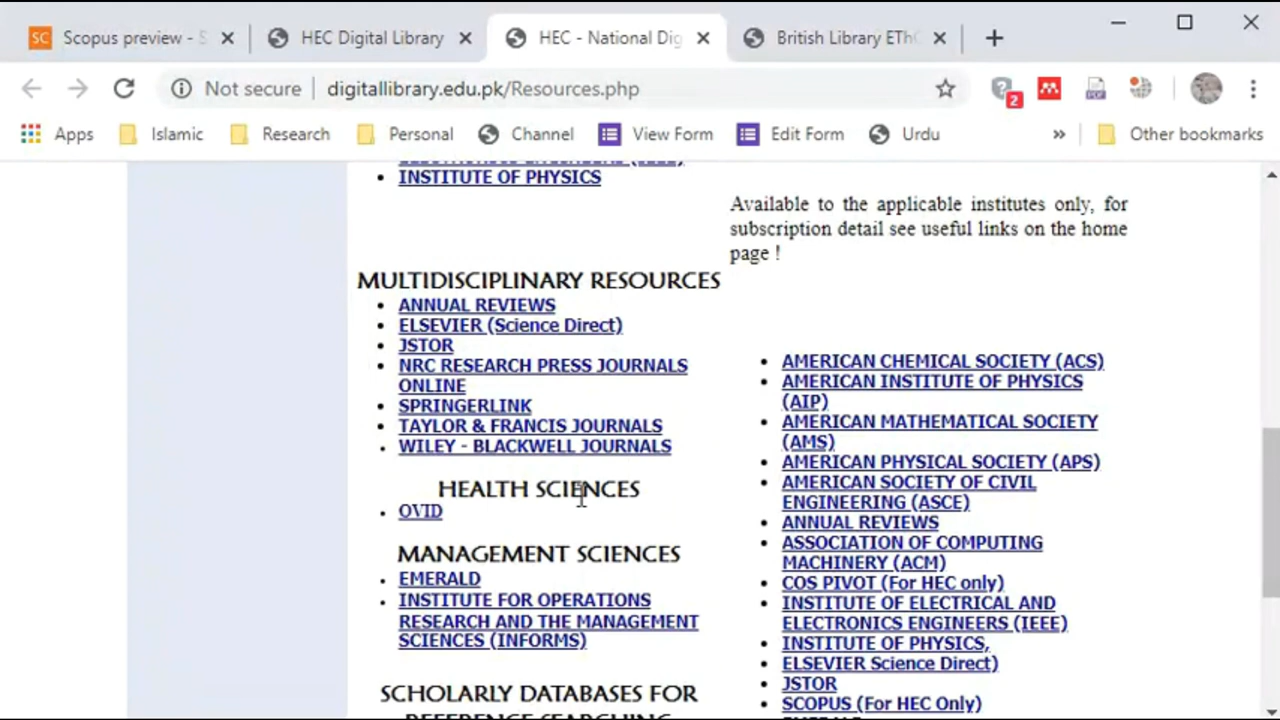 SC Scopus preview - S
HEC Digital Library
HEC - National Dig
British Library ETh
Not secure
digitallibrary.edu.pk/Resources.php
2
Apps
Islamic
Research
Personal
Channel
View Form
Edit Form
Urdu
»
Other bookmarks
INSTITUTE OF PHYSICS
MULTIDISCIPLINARY RESOURCES
ANNUAL REVIEWS
ELSEVIER (Science Direct)
JSTOR
NRC RESEARCH PRESS JOURNALS
ONLINE
SPRINGERLINK
TAYLOR & FRANCIS JOURNALS
WILEY - BLACKWELL JOURNALS
HEALTH SCIENCES
OVID
MANAGEMENT SCIENCES
EMERALD
INSTITUTE FOR OPERATIONS
RESEARCH AND THE MANAGEMENT
SCIENCES (INFORMS)
SCHOLARLY DATABASES FOR
REFERENCE SEARCHING
Available to the applicable institutes only, for
subscription detail see useful links on the home
page !
AMERICAN CHEMICAL SOCIETY (ACS)
AMERICAN INSTITUTE OF PHYSICS
(AIP)
AMERICAN MATHEMATICAL SOCIETY
(AMS)
AMERICAN PHYSICAL SOCIETY (APS)
AMERICAN SOCIETY OF CIVIL
ENGINEERING (ASCE)
ANNUAL REVIEWS
ASSOCIATION OF COMPUTING
MACHINERY (ACM)
COS PIVOT (For HEC only)
INSTITUTE OF ELECTRICAL AND
ELECTRONICS ENGINEERS (IEEE)
INSTITUTE OF PHYSICS,
ELSEVIER Science Direct)
JSTOR
SCOPUS (For HEC Only)